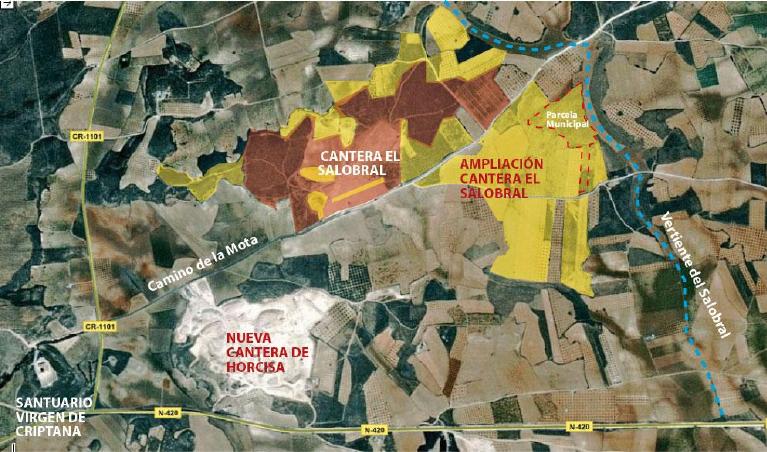 CR-1101
Parcela
Municipal
CANTERA EL
SALOBRAL
AMPLIACIÓN
CANTERA EL
SALOBRAL
Camino de la Mota
Vertiente del Salobral
CR-1101
NUEVA
CANTERA DE
HORCISA
SANTUARIO
VIRGEN DE
CRIPTANA
N-420
N-420
N-420